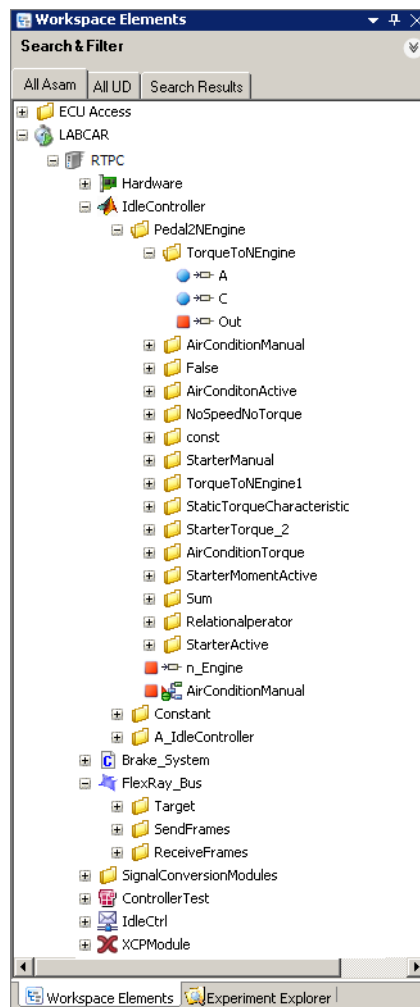 Workspace Elements
Search & Filter
All Asam All UD Search Results
ECU Access
LABCAR
RTPC
Hardware
IdleController
Pedal2NEngine
TorqueToNEngine
A
C
Out
AirConditionManual
False
AirConditonActive
NoSpeedNoTorque
const
StarterManual
TorqueToNEngine1
StaticTorqueCharacteristic
StarterTorque_2
AirConditionTorque
StarterMomentActive
Sum
Relationalperator
StarterActive
n_Engine
AirConditionManual
Constant
A_IdleController
C Brake_System
FlexRay_Bus
Target
SendFrames
ReceiveFrames
SignalConversionModules
ControllerTest
IdleCtrl
XCPModule
Workspace Elements Experiment Explorer